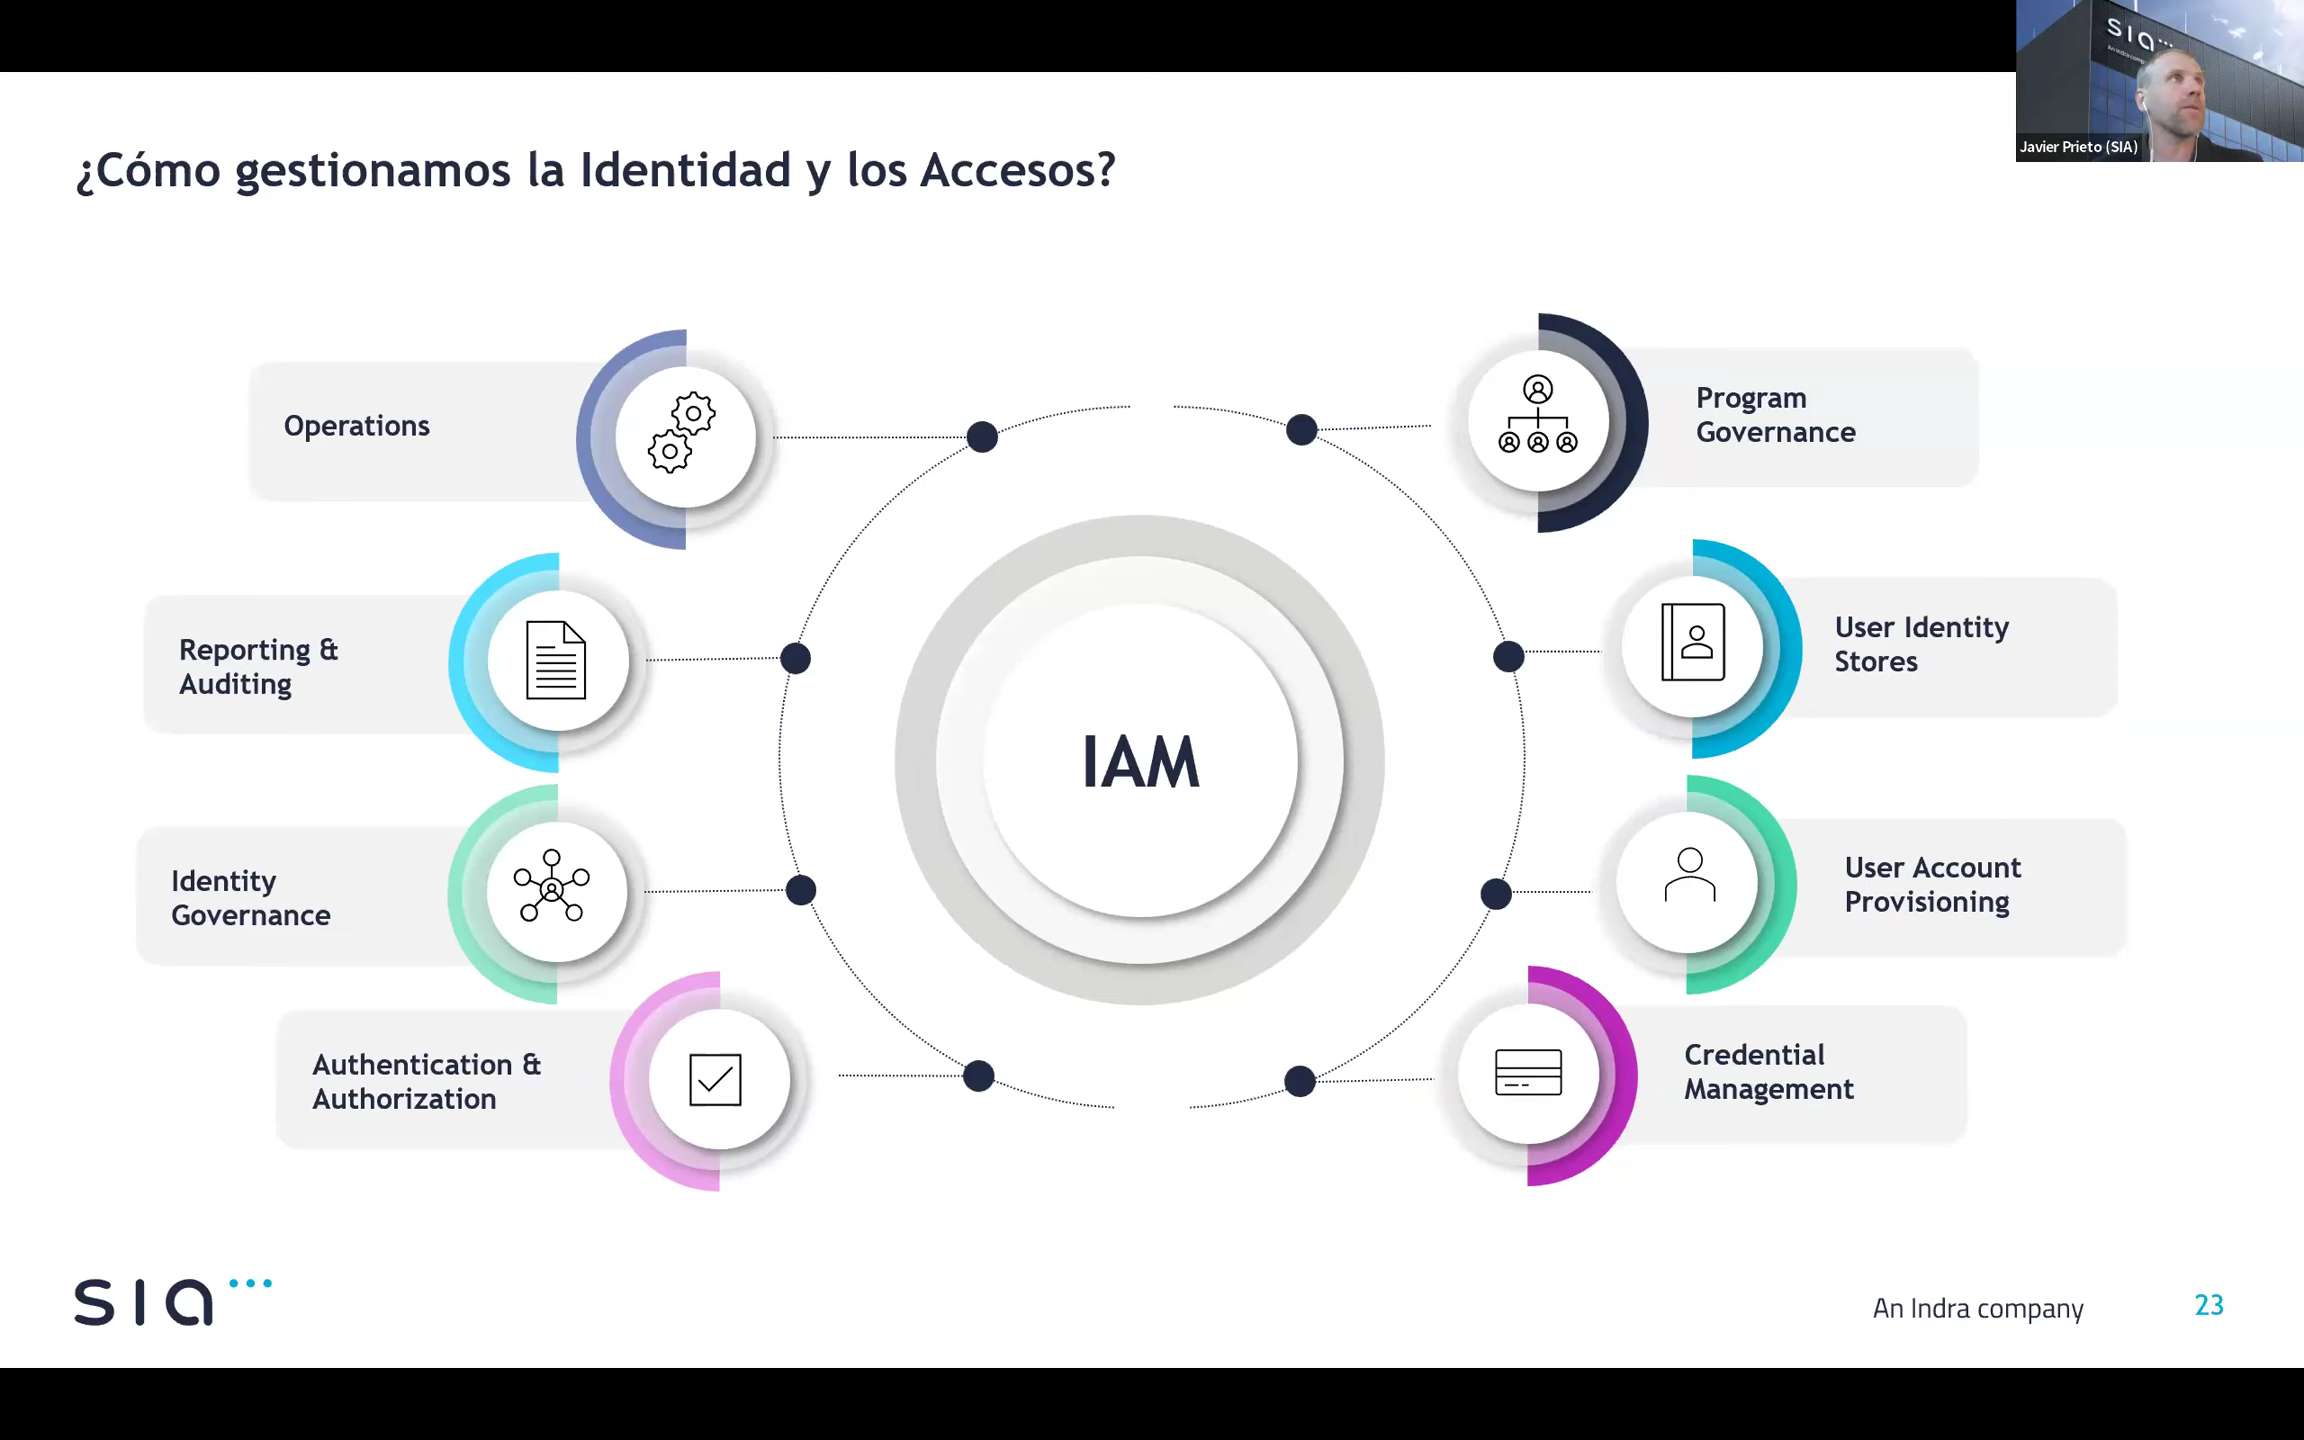 SIA
Javier Prieto (SIA)
¿Cómo gestionamos la Identidad y los Accesos?
Operations
Reporting &
Auditing
Identity
Governance
Authentication &
Authorization
IAM
Program
Governance
User Identity
Stores
User Account
Provisioning
Credential
Management
sia
An Indra company
23